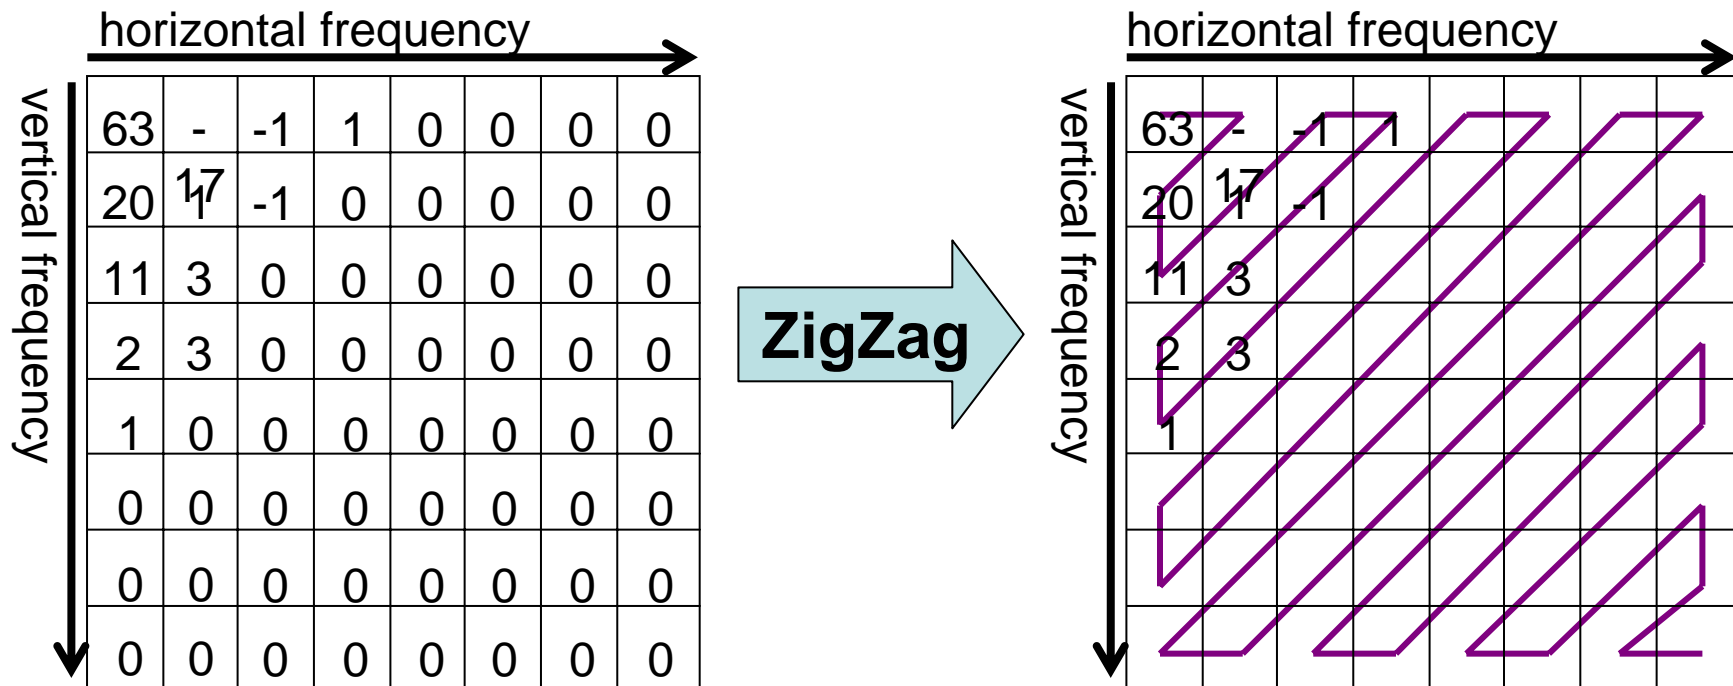 horizontal frequency
vertical frequency
63 - -1 1 0 0 0 0
17
20 1 -1 0 0 0 0 0
11 3 0 0 0 0 0 0
2 3 0 0 0 0 0 0
1 0 0 0 0 0 0 0
0 0 0 0 0 0 0 0
0 0 0 0 0 0 0 0
0 0 0 0 0 0 0 0
ZigZag
horizontal frequency
vertical frequency
63 - -1 1
17
20 1 -1
11 3
2 3
1